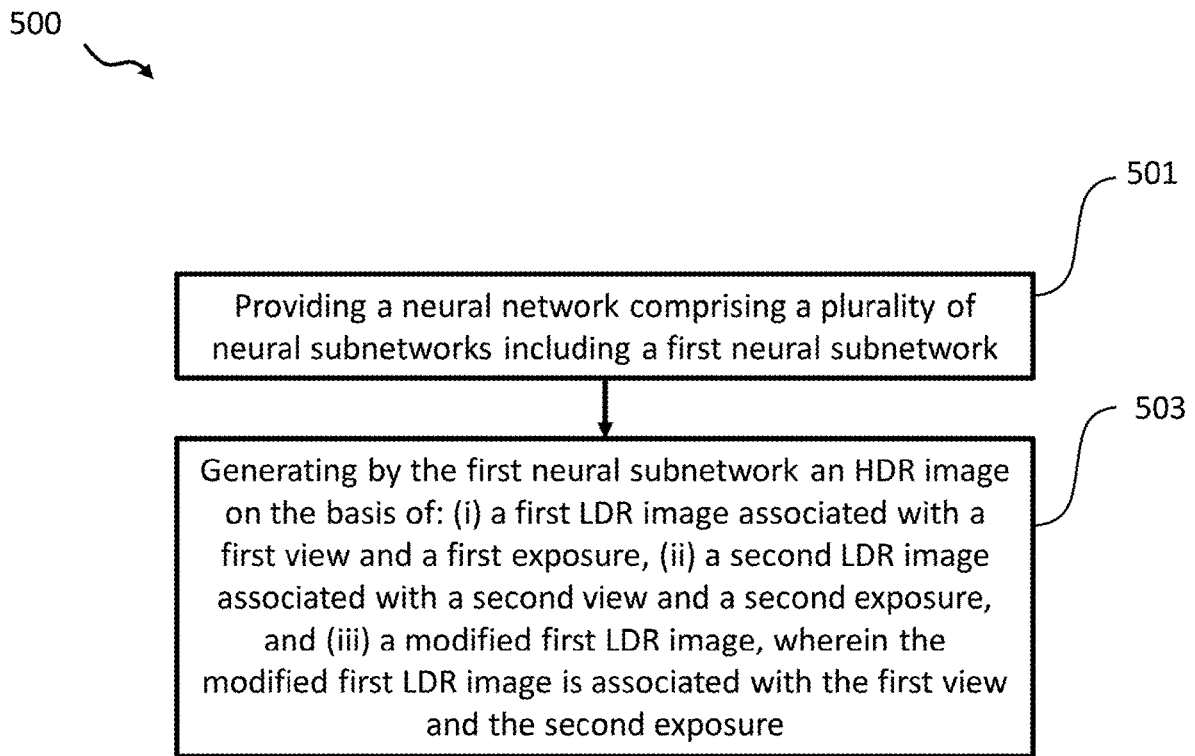 500
501
Providing a neural network comprising a plurality of
neural subnetworks including a first neural subnetwork
503
Generating by the first neural subnetwork an HDR image
on the basis of: (i) a first LDR image associated with a
first view and a first exposure, (ii) a second LDR image
associated with a second view and a second exposure,
and (iii) a modified first LDR image, wherein the
modified first LDR image is associated with the first view
and the second exposure